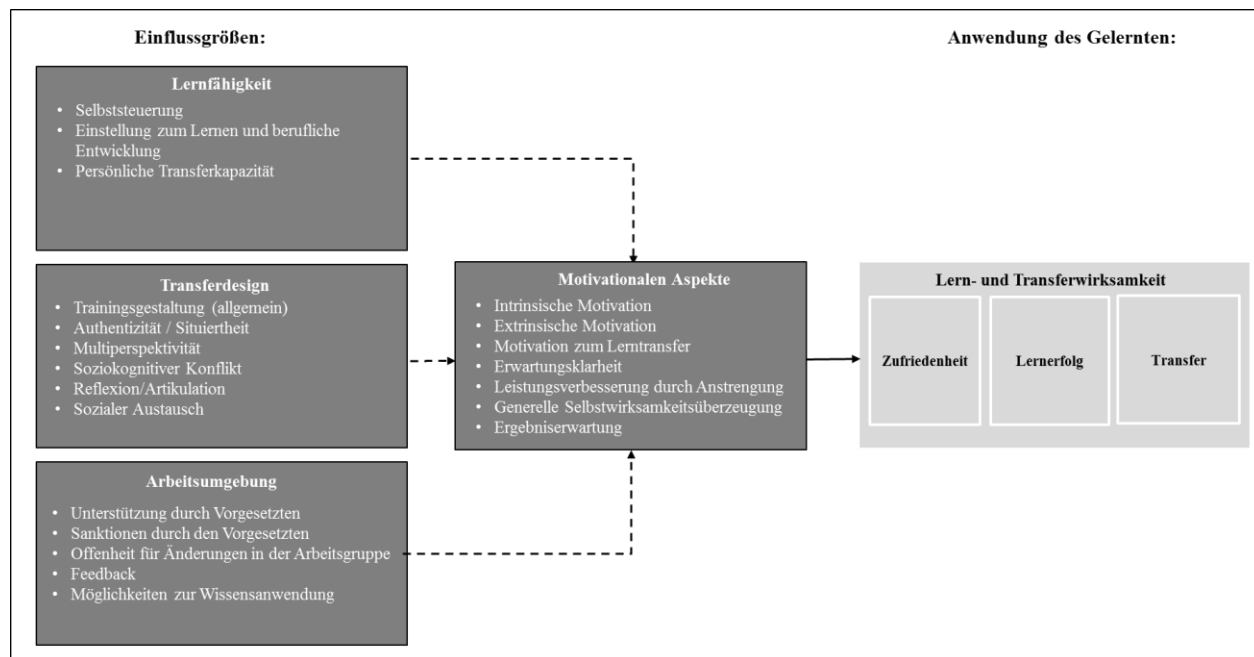 Einflussgrößen:
Anwendung des Gelernten:
Lernfähigkeit
• Selbststeuerung
• Einstellung zum Lernen und berufliche
Entwicklung
• Persönliche Transferkapazität
Transferdesign
• Trainingsgestaltung (allgemein)
• Authentizität / Situiertheit
• Multiperspektivität
• Soziokognitiver Konflikt
• Reflexion/Artikulation
• Sozialer Austausch
Arbeitsumgebung
• Unterstützung durch Vorgesetzten
• Sanktionen durch den Vorgesetzten
• Offenheit für Änderungen in der Arbeitsgruppe
• Feedback
• Möglichkeiten zur Wissensanwendung
Motivationalen Aspekte
• Intrinsische Motivation
• Extrinsische Motivation
• Motivation zum Lerntransfer
• Erwartungsklarheit
• Leistungsverbesserung durch Anstrengung
• Generelle Selbstwirksamkeitsüberzeugung
• Ergebniserwartung
Lern- und Transferwirksamkeit
Zufriedenheit
Lernerfolg
Transfer